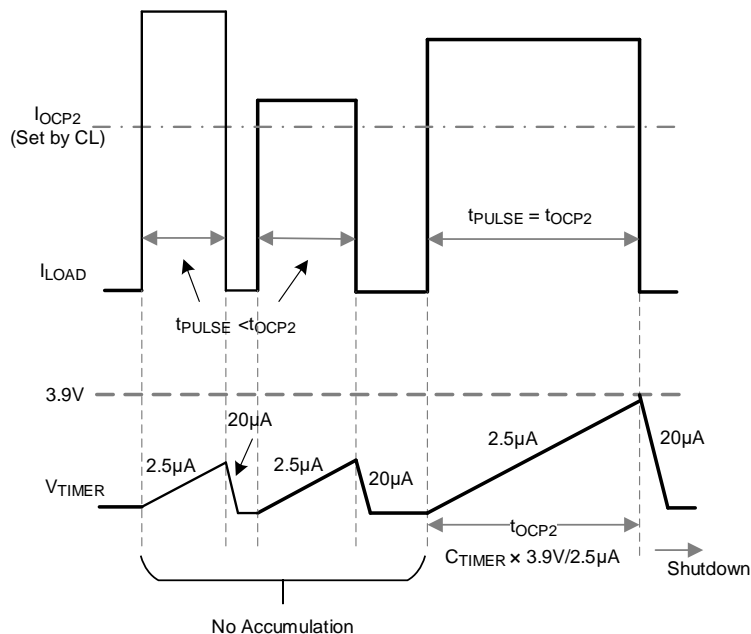 I_OCP2
(Set by CL)
t_PULSE = t_OCP2
I_LOAD
t_PULSE <t_OCP2
3.9V
20µA
2.5µA
2.5µA
20µA
2.5µA
20µA
V_TIMER
t_OCP2
C_TIMER × 3.9V/2.5µA
Shutdown
No Accumulation